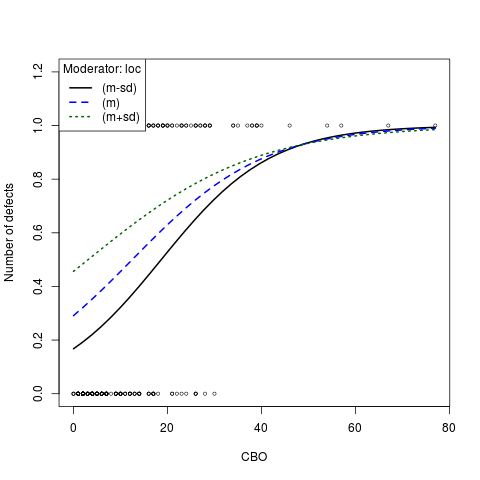 Moderator: loc
(m-sd)
(m)
(m+sd)
Number of defects
1.2
1.0
0.8
0.6
0.4
0.2
0.0
0 20 40 60 80
CBO